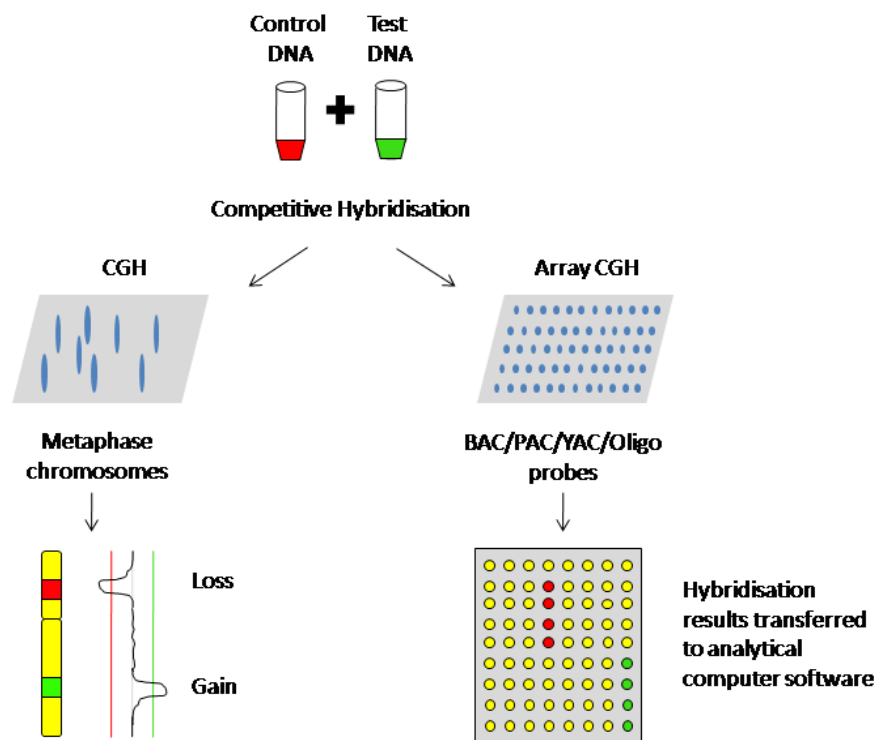 Control
DNA
Test
DNA
Competitive Hybridisation
CGH
Array CGH
Metaphase
chromosomes
BAC/PAC/YAC/Oligo
probes
Loss
Gain
Hybridisation
results transferred
to analytical
computer software